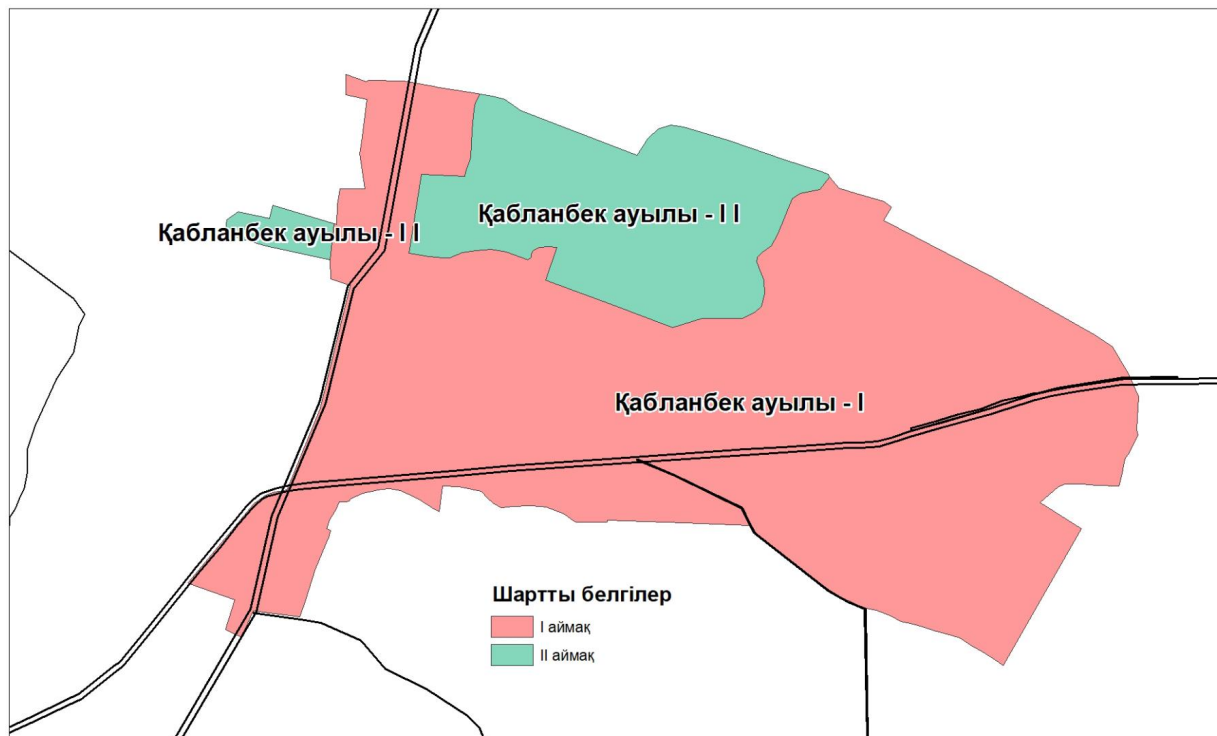 Қабланбек ауылы - I I
Қабланбек ауылы - I I
Қабланбек ауылы - I
Шартты белгілер
I аймақ
II аймақ